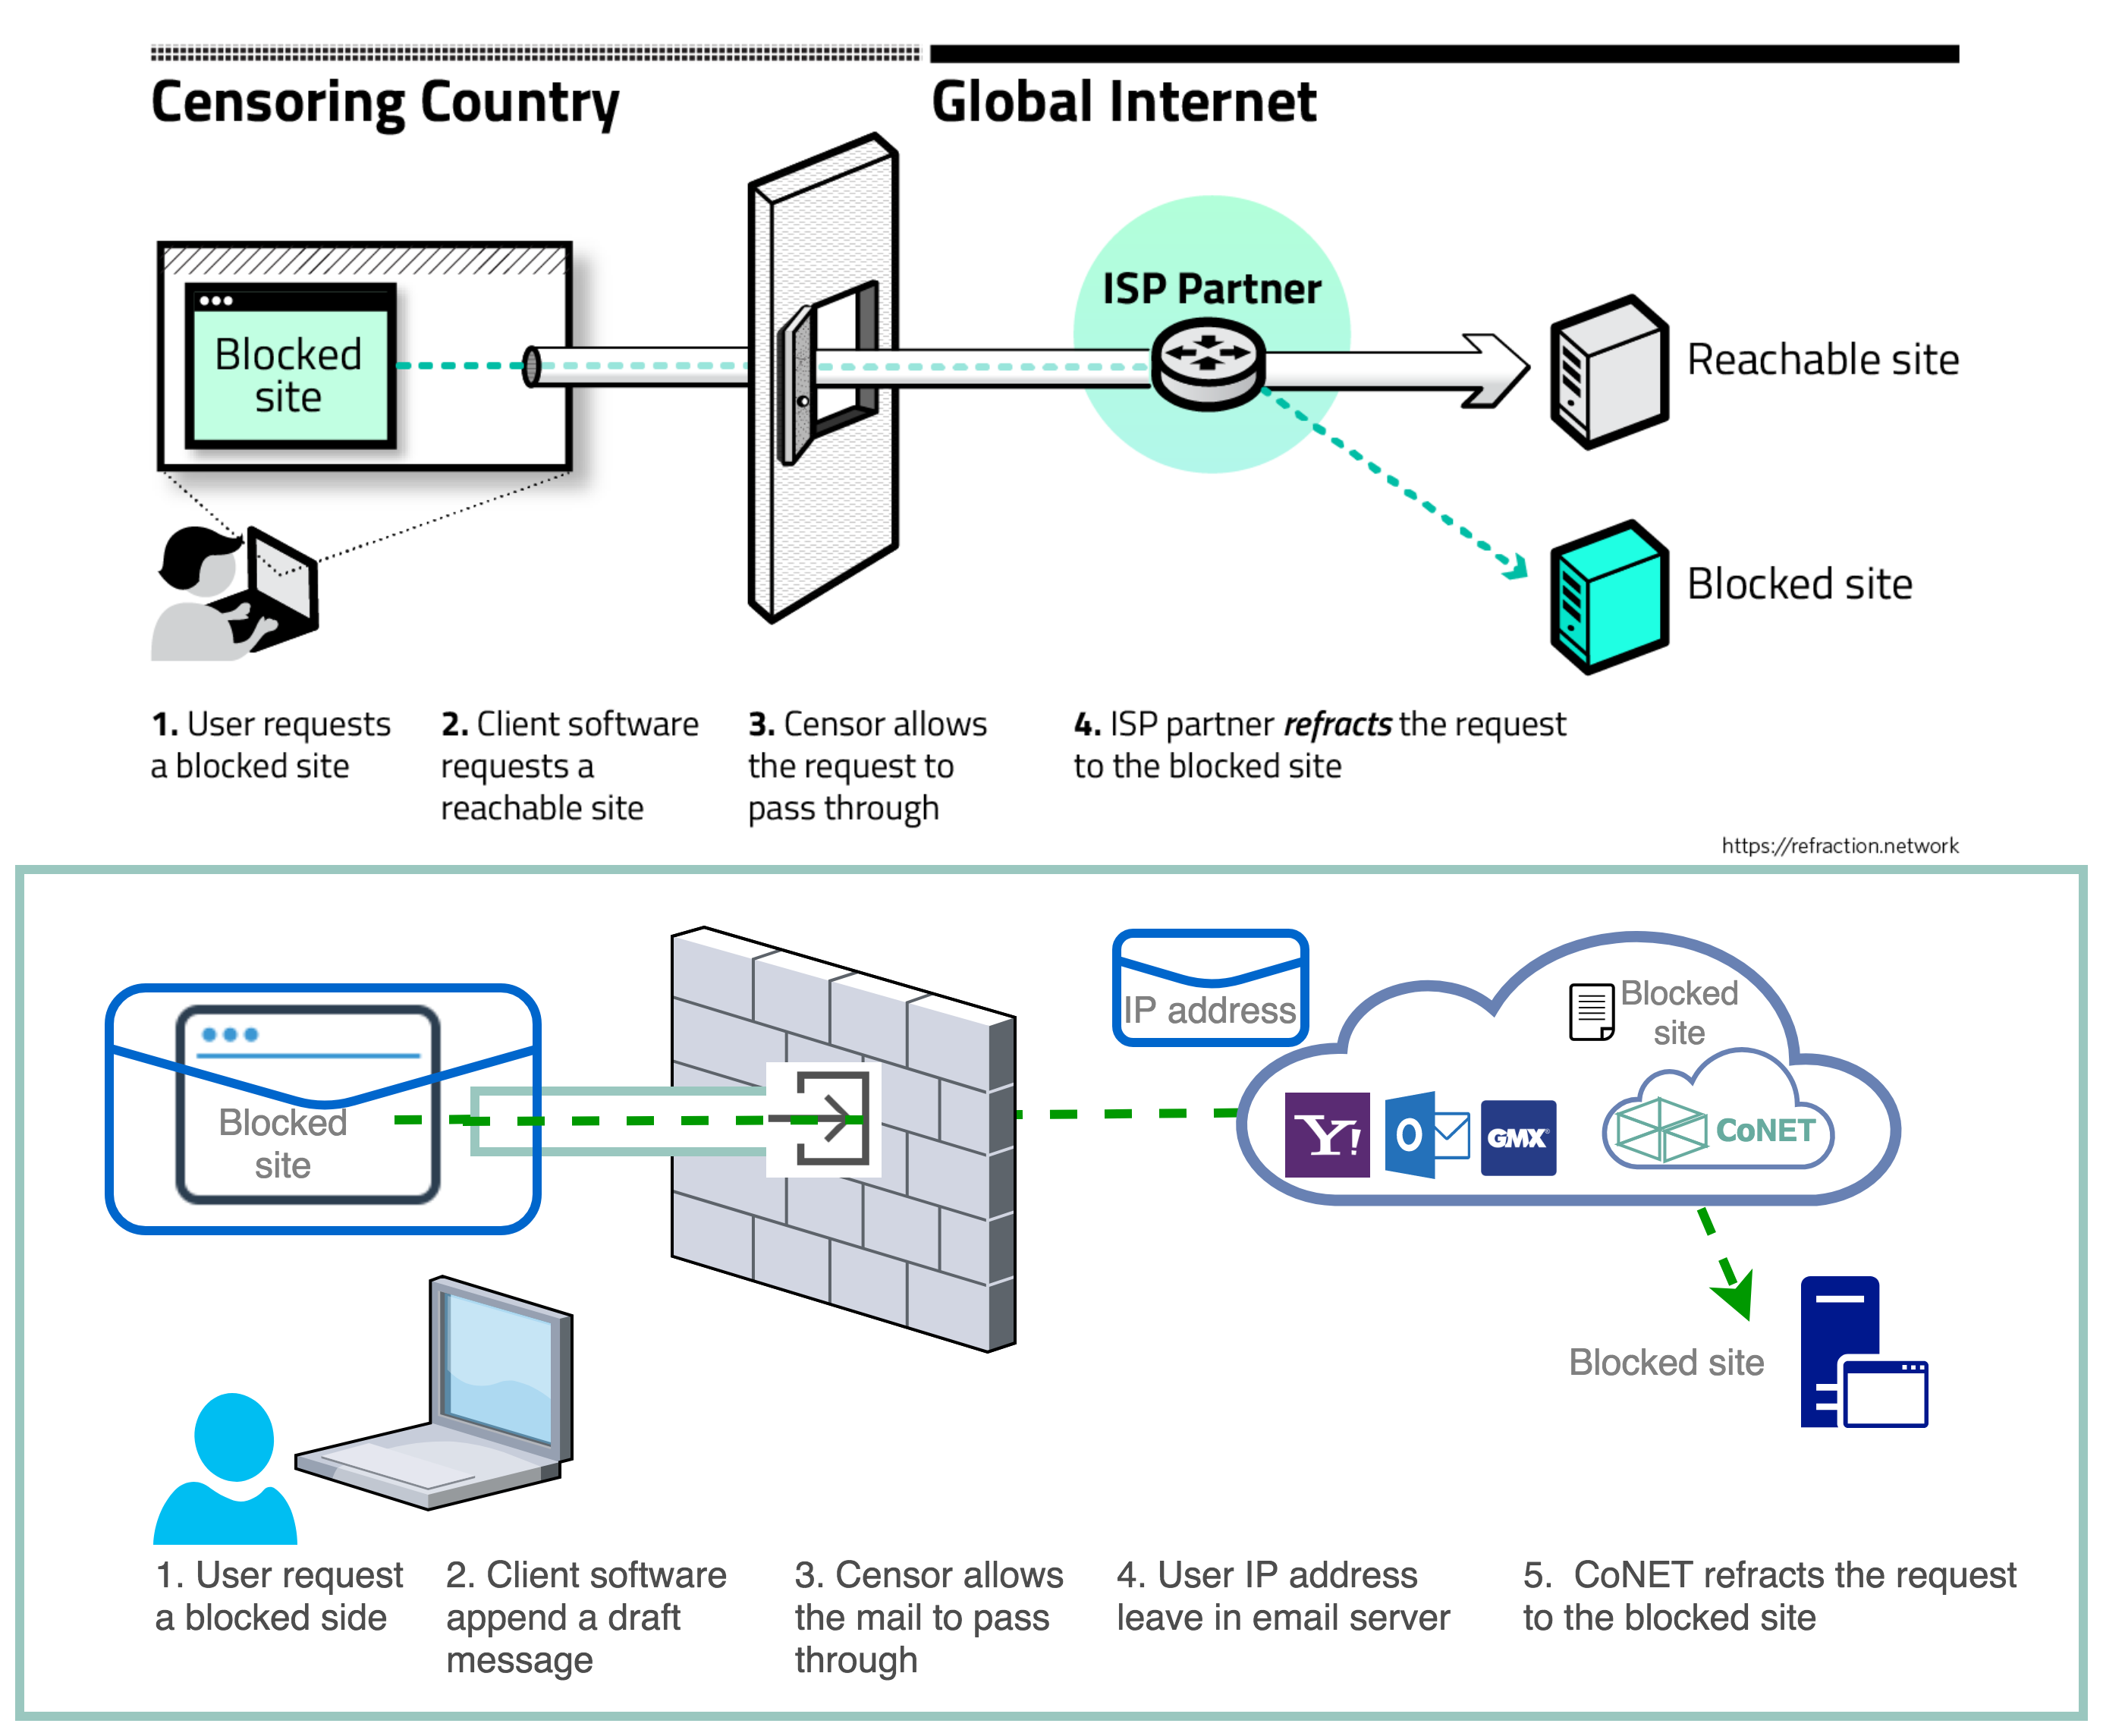 Censoring Country
Global Internet
Blocked
site
ISP Partner
Reachable site
Blocked site
1. User requests
a blocked site
2. Client software
requests a
reachable site
3. Censor allows
the request to
pass through
4. ISP partner refracts the request
to the blocked site
https://refraction.network
Blocked
site
IP address
Blocked
site
Y!
O
GMX
CoNET
Blocked site
1. User request
a blocked side
2. Client software
append a draft
message
3. Censor allows
the mail to pass
through
4. User IP address
leave in email server
5. CoNET refracts the request
to the blocked site